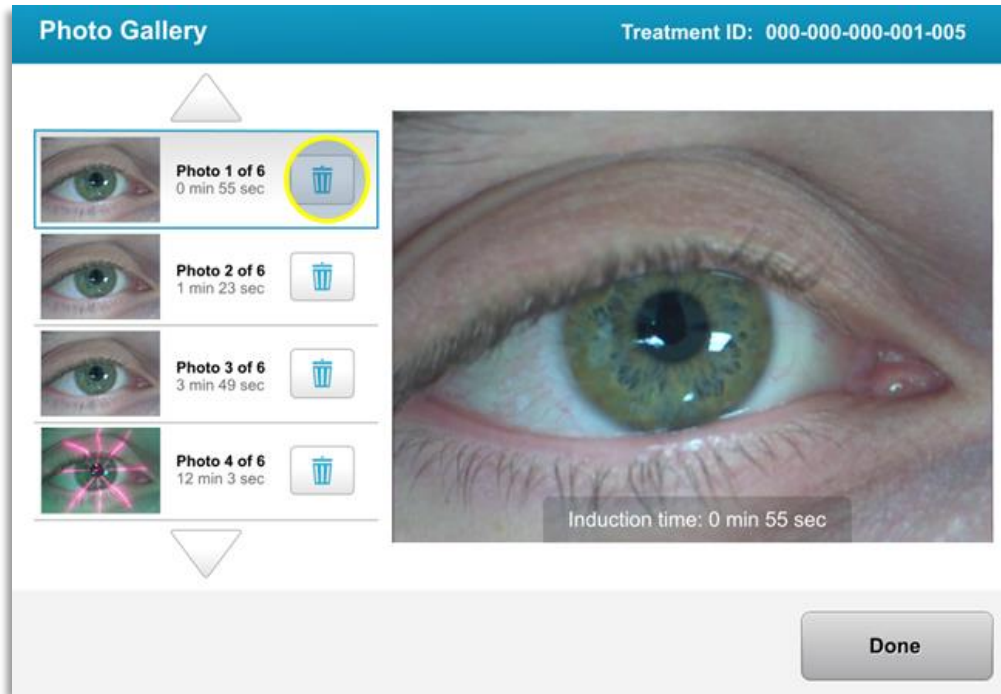 Photo Gallery
Treatment ID: 000-000-000-001-005
Photo 1 of 6
0 min 55 sec
Photo 2 of 6
1 min 23 sec
Photo 3 of 6
3 min 49 sec
Photo 4 of 6
12 min 3 sec
Induction time: 0 min 55 sec
Done